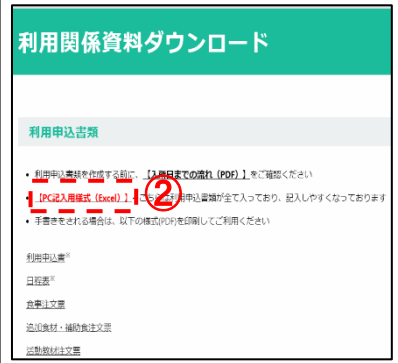 利用関係資料ダウンロード
利用申込書類
• 利用申込書類を作成する前に、【入所日までの流れ（PDF）】をご確認ください
• 【PC記入用様式（Excel）】 ②こちらに利用申込書類が全て入っており、記入しやすくなっております
• 手書きをされる場合は、以下の様式(PDF)を印刷してご利用ください
利用申込書※
日程表※
食事注文票
追加食材・補助食注文票
活動教材注文票